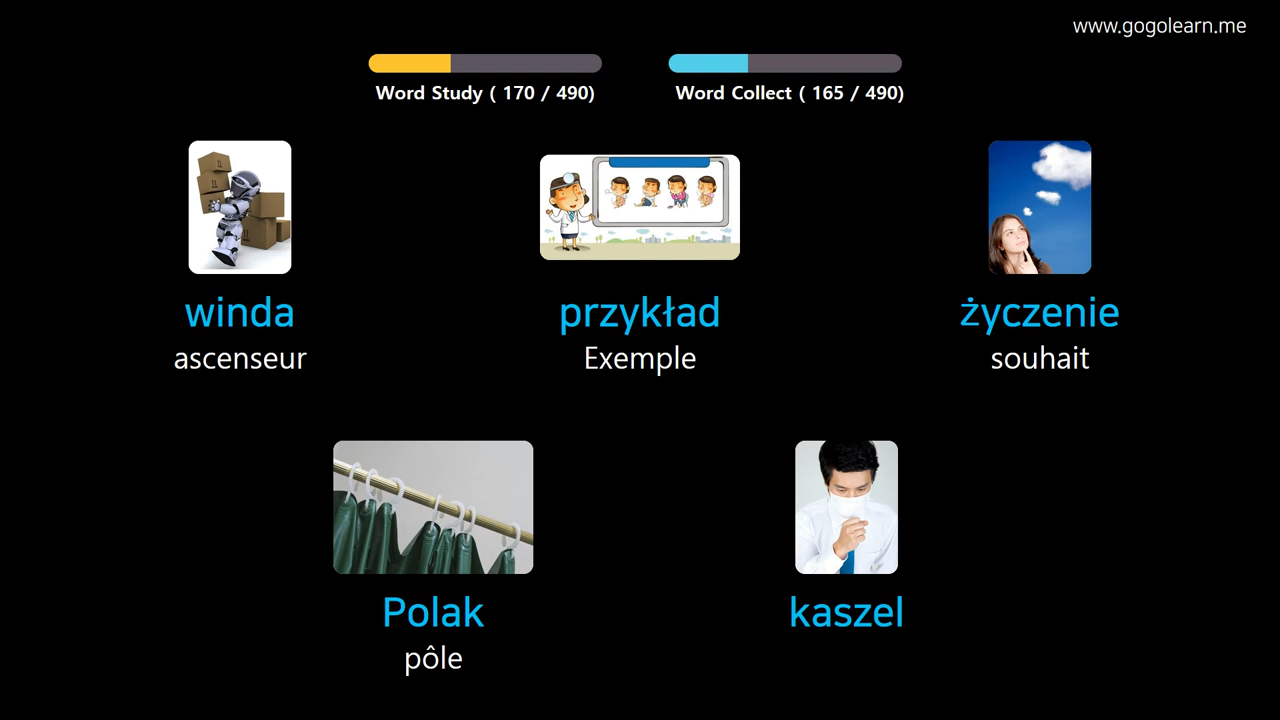 www.gogolearn.me
Word Study ( 170 / 490)
Word Collect ( 165 / 490)
winda
ascenseur
przykład
Exemple
życzenie
souhait
Polak
pôle
kaszel